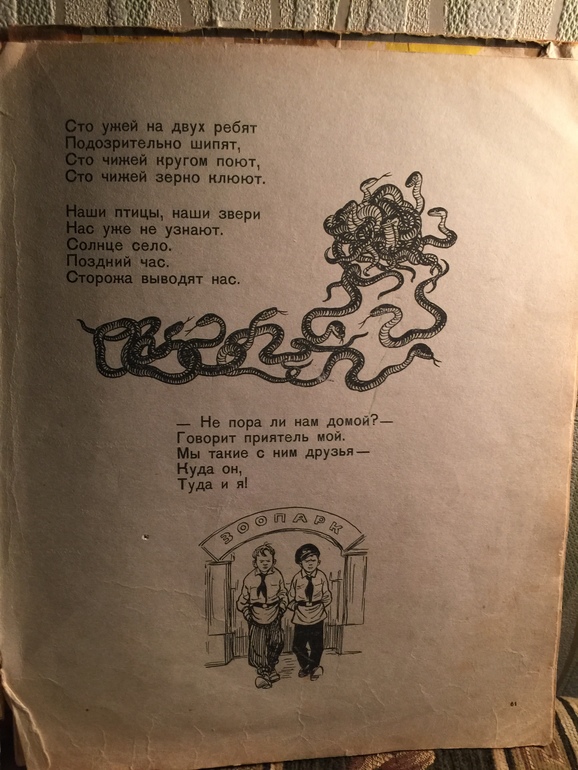 Сто ужей на двух ребят
Подозрительно шипят,
Сто чижей кругом поют,
Сто чижей зерно клюют.
Наши птицы, наши звери
Нас уже не узнают.
Солнце село.
Поздний час.
Сторожа выводят нас.
— Не пора ли нам домой?—
Говорит приятель мой.
Мы такие с ним друзья—
Куда он,
Туда и я!
ЗООПАРК
61